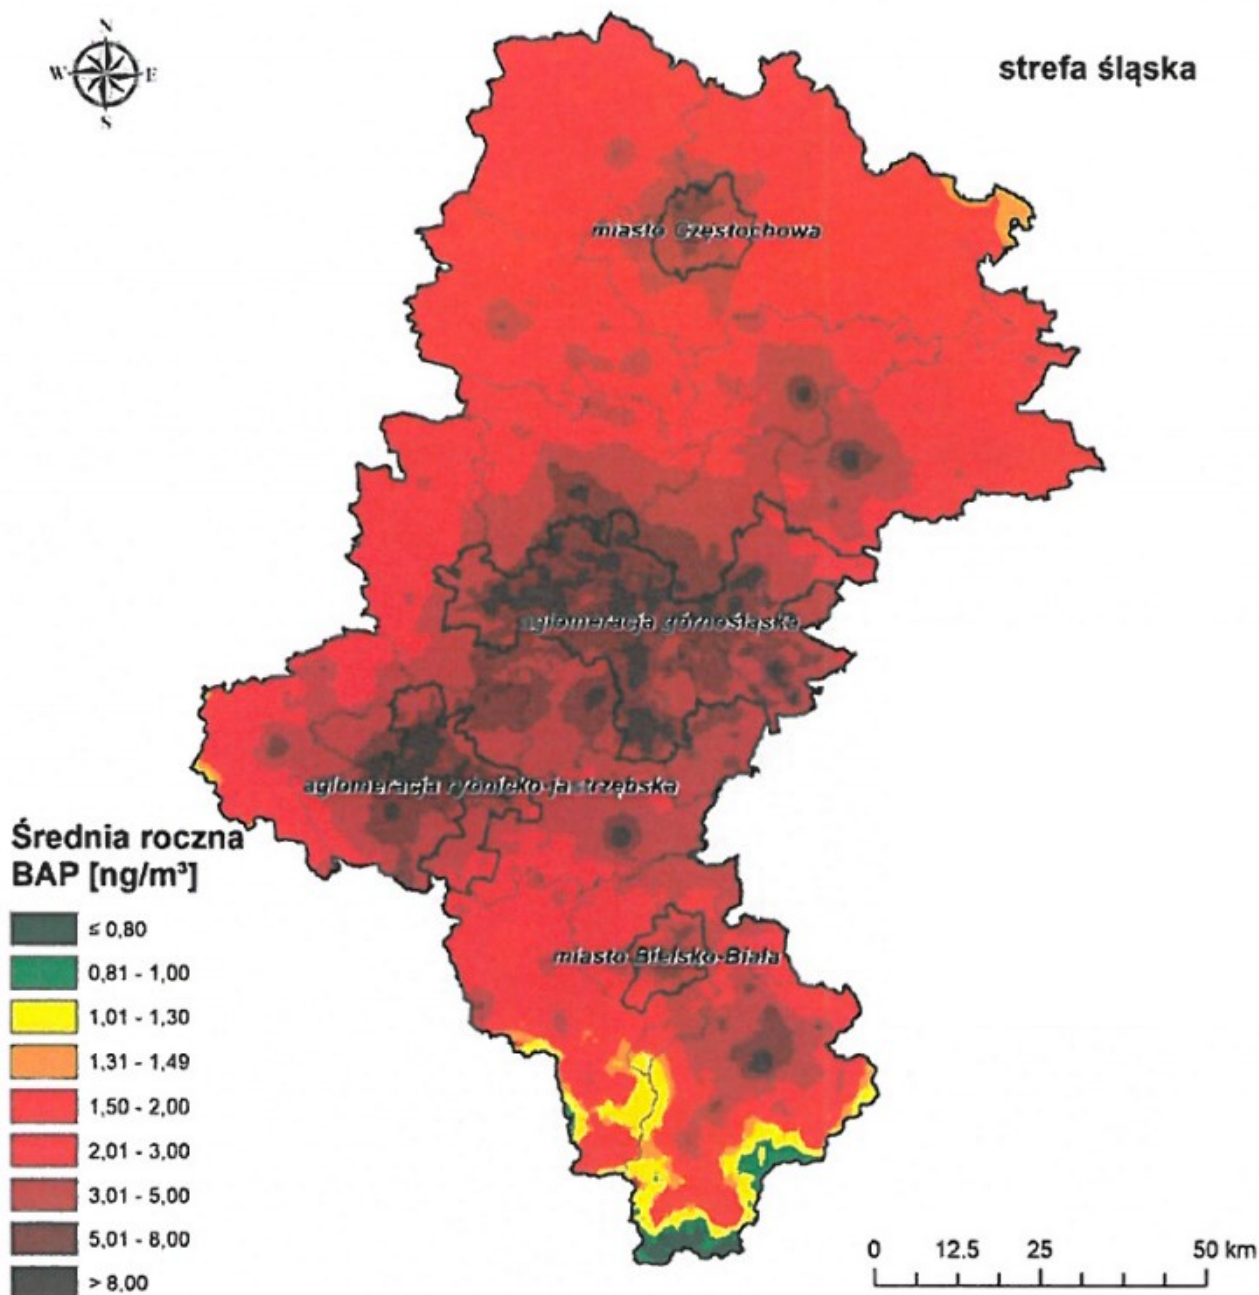 N
W E
S
strefa śląska
miasto Częstochowa
aglomeracja górnośląska
aglomeracja rybnicko-jastrzębska
Średnia roczna
BAP [ng/m³]
≤ 0,80
0,81 - 1,00
1,01 - 1,30
1,31 - 1,49
1,50 - 2,00
2,01 - 3,00
3,01 - 5,00
5,01 - 8,00
> 8,00
miasto Bielsko-Biała
0 12.5 25 50 km